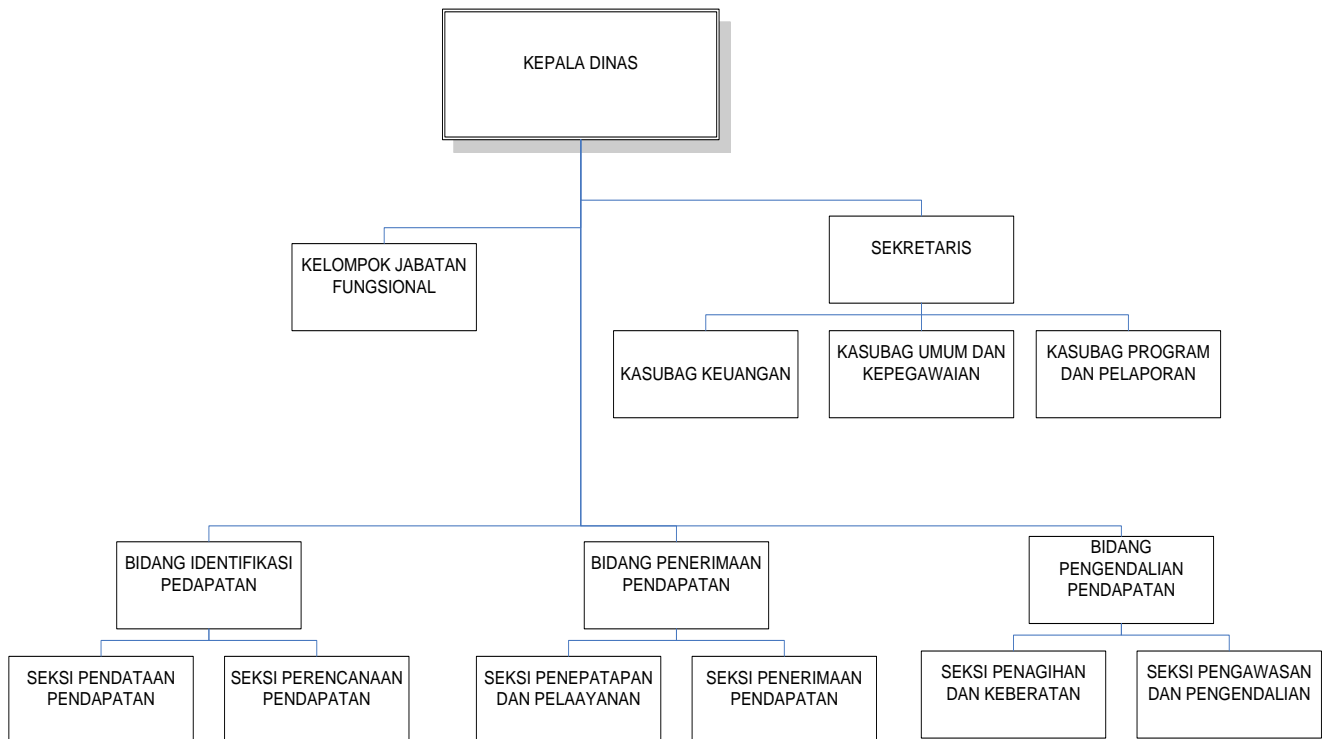 KEPALA DINAS
SEKRETARIS
KELOMPOK JABATAN
FUNGSIONAL
KASUBAG KEUANGAN
KASUBAG UMUM DAN
KEPEGAWAIAN
KASUBAG PROGRAM
DAN PELAPORAN
BIDANG IDENTIFIKASI
PEDAPATAN
BIDANG PENERIMAAN
PENDAPATAN
BIDANG
PENGENDALIAN
PENDAPATAN
SEKSI PENDATAAN
PENDAPATAN
SEKSI PERENCANAAN
PENDAPATAN
SEKSI PENEPATAPAN
DAN PELAAYANAN
SEKSI PENERIMAAN
PENDAPATAN
SEKSI PENAGIHAN
DAN KEBERATAN
SEKSI PENGAWASAN
DAN PENGENDALIAN